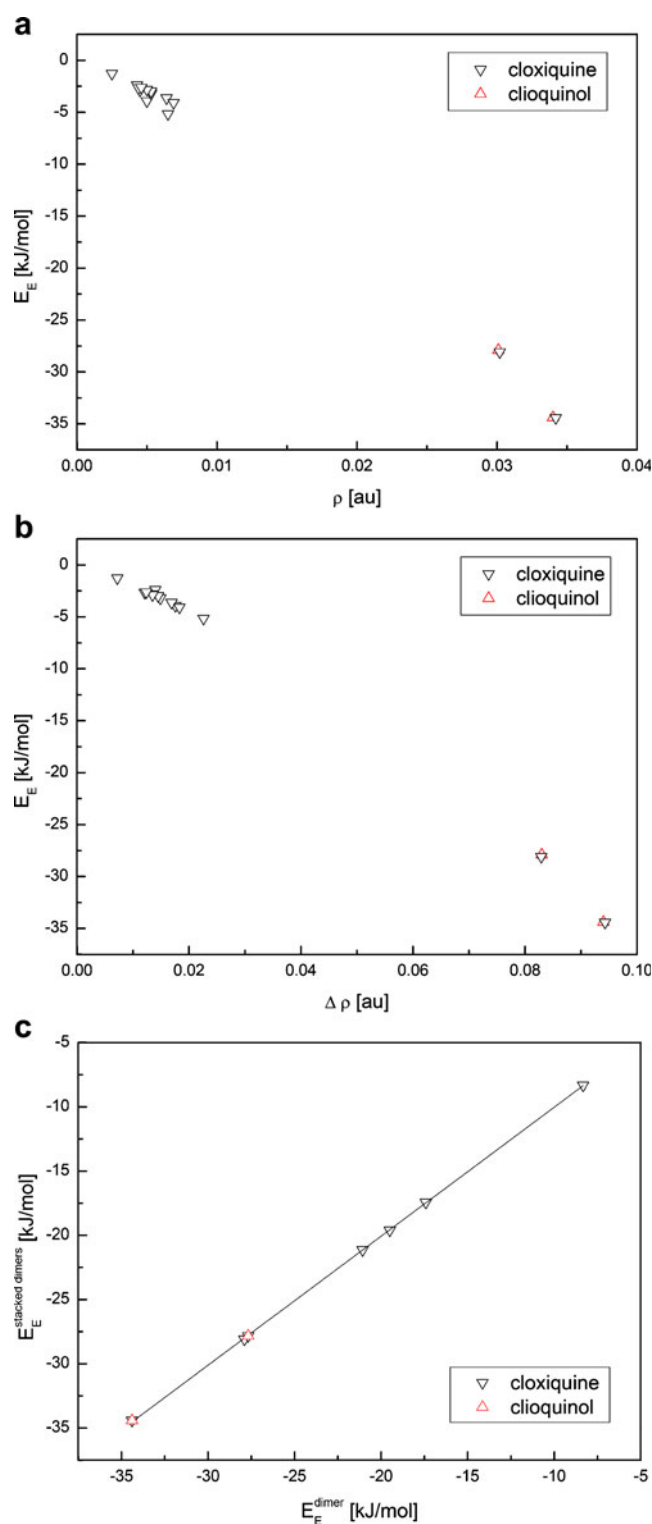 a
0
-5
-10
-15
-20
-25
-30
-35
E_E [kJ/mol]
cloxiquine
clioquinol
0.00 0.01 0.02 0.03 0.04
ρ [au]
b
0
-5
-10
-15
-20
-25
-30
-35
E_E [kJ/mol]
cloxiquine
clioquinol
0.00 0.02 0.04 0.06 0.08 0.10
Δ ρ [au]
c
-5
-10
-15
-20
-25
-30
-35
E_E^stacked dimers [kJ/mol]
cloxiquine
clioquinol
-35 -30 -25 -20 -15 -10 -5
E_E^dimer [kJ/mol]